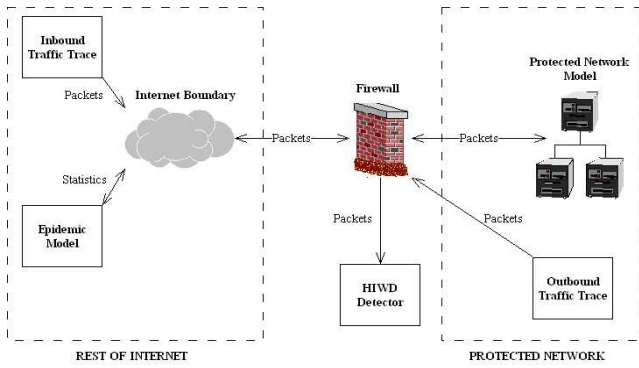 Inbound
Traffic Trace
Packets
Internet Boundary
Statistics
Epidemic
Model
REST OF INTERNET
Packets
Firewall
Packets
HIWD
Detector
Packets
Protected Network
Model
Packets
Outbound
Traffic Trace
PROTECTED NETWORK